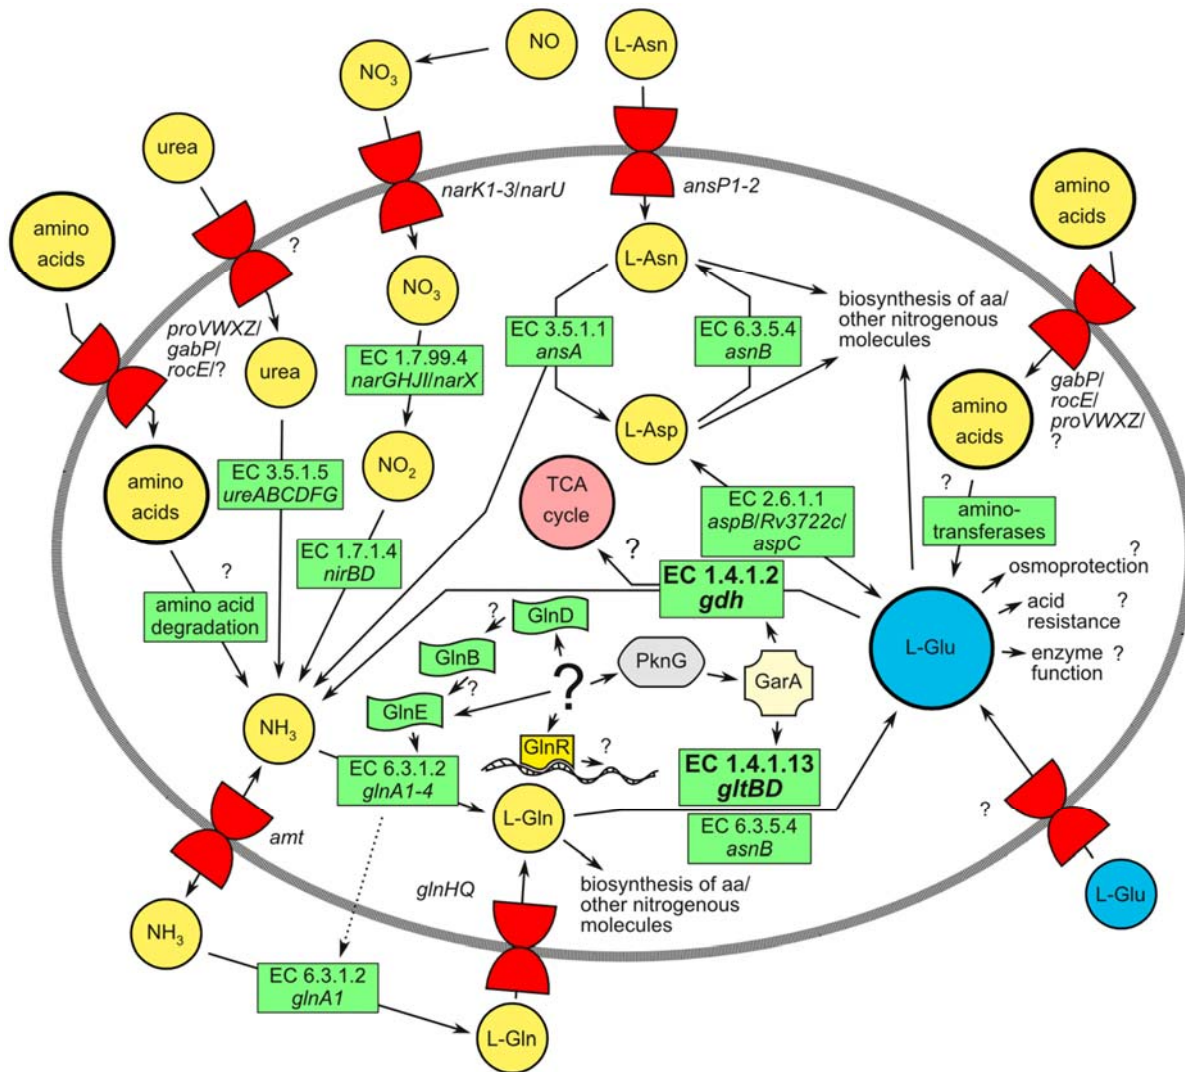 NO
L-Asn
NO3
urea
narK1-3/narU
ansP1-2
amino
acids
amino
acids
?
L-Asn
NO3
biosynthesis of aa/
other nitrogenous
molecules
proVWXZ/
gabP/
rocE/?
urea
EC 1.7.99.4
narGHJI/narX
EC 3.5.1.1
ansA
EC 6.3.5.4
asnB
gabP/
rocE/
proVWXZ/
?
amino
acids
L-Asp
NO2
amino
acids
EC 3.5.1.5
ureABCDFG
TCA
cycle
EC 2.6.1.1
aspB/Rv3722c/
aspC
?
amino-
transferases
EC 1.7.1.4
nirBD
?
?
EC 1.4.1.2
gdh
osmoprotection ?
acid
resistance ?
enzyme ?
function
amino acid
degradation
GlnD
?
GlnB
?
GlnE
?
PknG
GarA
L-Glu
NH3
GlnR
?
EC 6.3.1.2
glnA1-4
EC 1.4.1.13
gltBD
EC 6.3.5.4
asnB
L-Gln
?
amt
glnHQ
biosynthesis of aa/
other nitrogenous
molecules
L-Glu
NH3
EC 6.3.1.2
glnA1
L-Gln